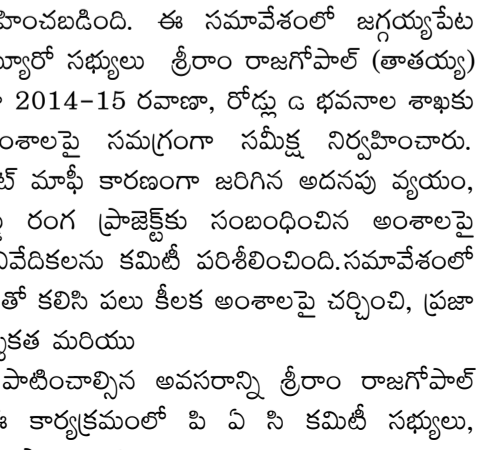 హించబడింది. ఈ సమావేశంలో జగ్గయ్యపేట
బ్యూరో సభ్యులు శ్రీరాం రాజగోపాల్ (తాతయ్య)
2014-15 రవాణా, రోడ్లు & భవనాల శాఖకు
అంశాలపై సమగ్రంగా సమీక్ష నిర్వహించారు.
మాఫీ కారణంగా జరిగిన అదనపు వ్యయం,
రంగ ప్రాజెక్ట్‌కు సంబంధించిన అంశాలపై
నివేదికలను కమిటీ పరిశీలించింది.సమావేశంలో
తో కలిసి పలు కీలక అంశాలపై చర్చించి, ప్రజా
కత మరియు
పాటించాల్సిన అవసరాన్ని శ్రీరాం రాజగోపాల్
ఈ కార్యక్రమంలో పి ఏ సి కమిటీ సభ్యులు,